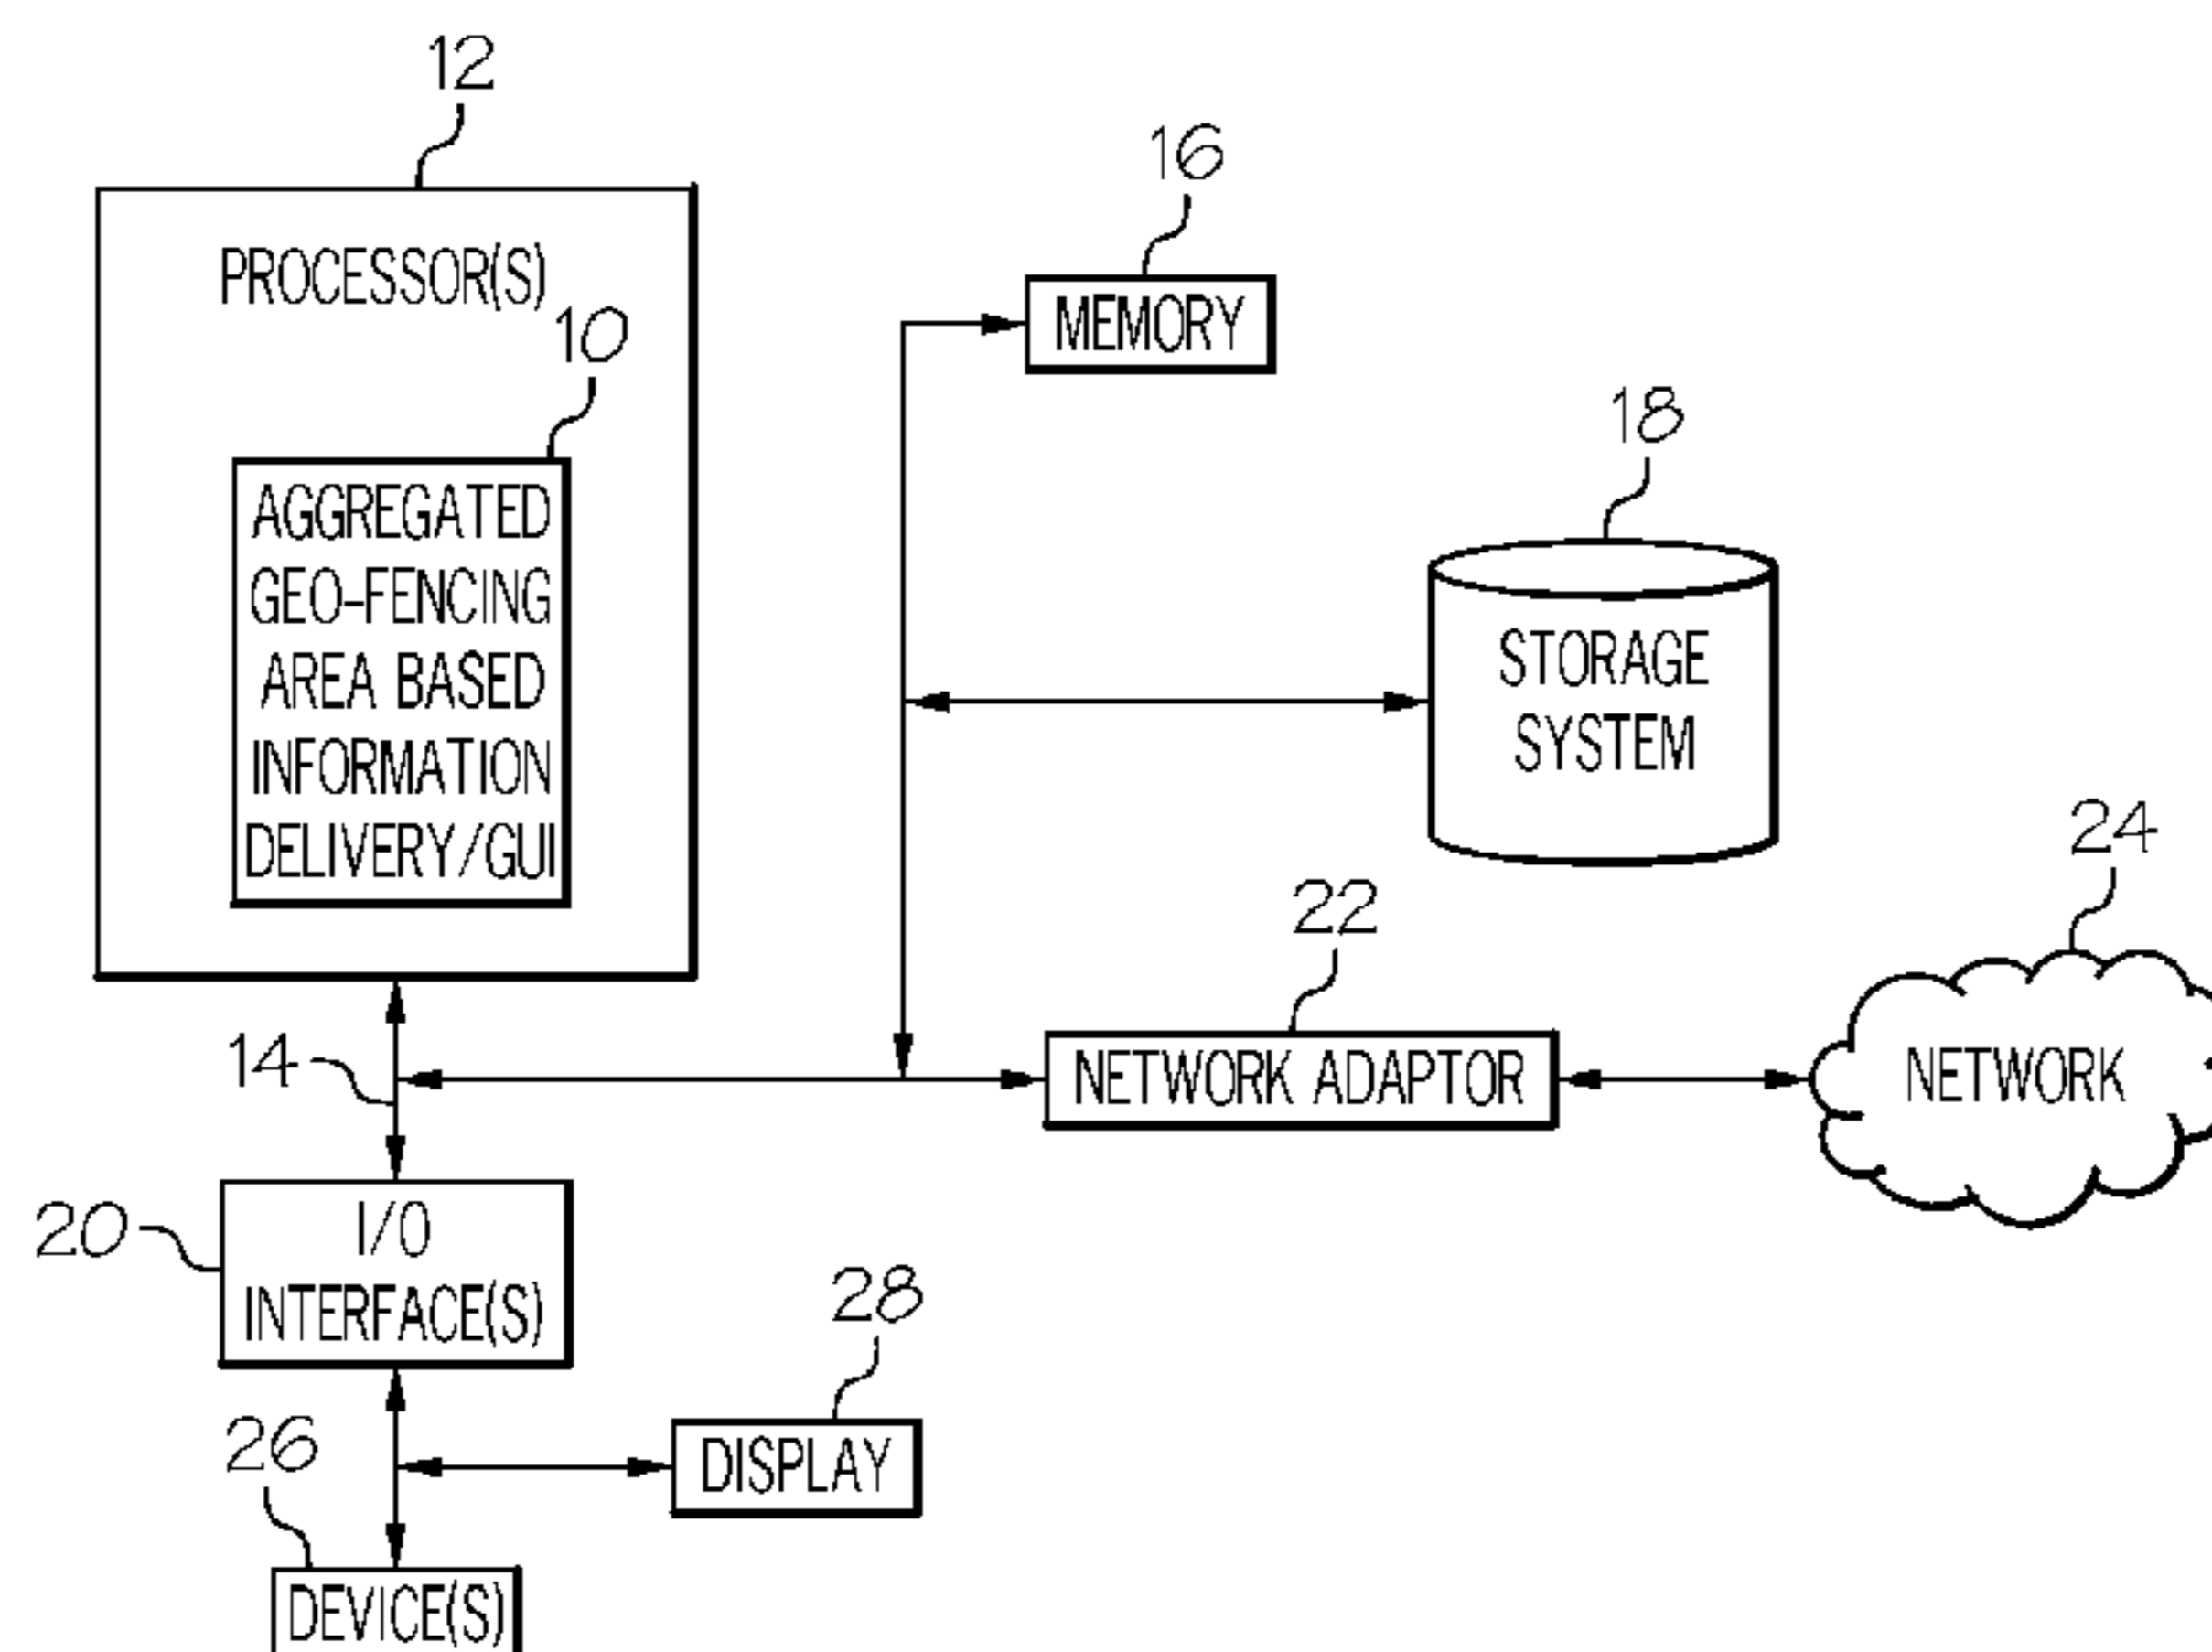 12
PROCESSOR(S)
10
AGGREGATED
GEO-FENCING
AREA BASED
INFORMATION
DELIVERY/GUI
16
MEMORY
18
STORAGE
SYSTEM
14
22
NETWORK ADAPTOR
24
NETWORK
20
I/O
INTERFACE(S)
28
DISPLAY
26
DEVICE(S)